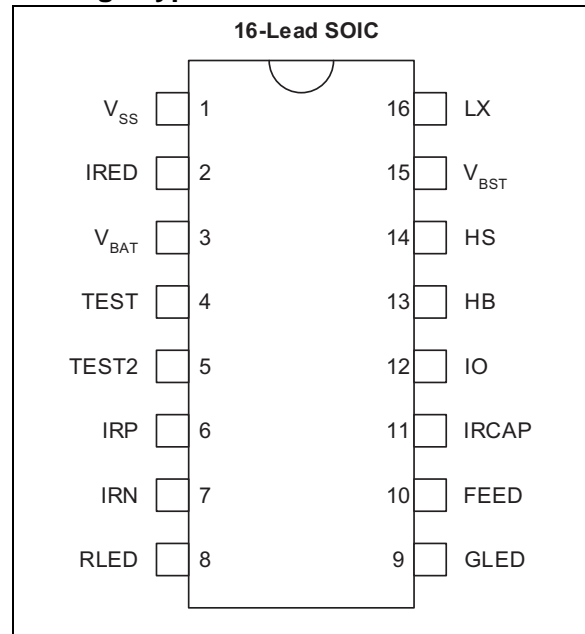 16-Lead SOIC
VSS 1 16 LX
IRED 2 15 VBST
VBAT 3 14 HS
TEST 4 13 HB
TEST2 5 12 IO
IRP 6 11 IRCAP
IRN 7 10 FEED
RLED 8 9 GLED